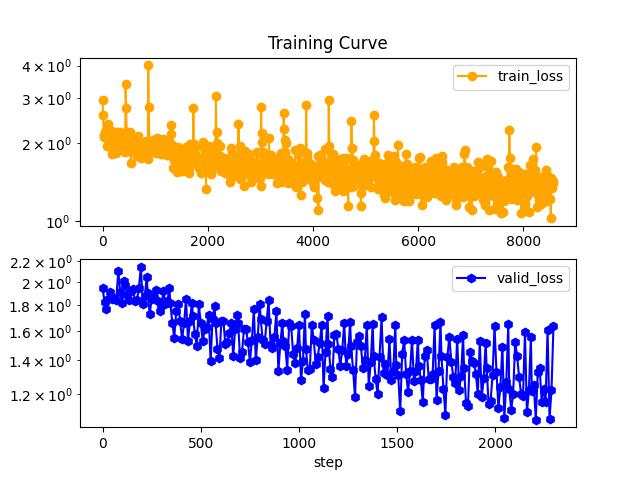 Training Curve
4 × 10⁰
3 × 10⁰
2 × 10⁰
10⁰
train_loss
0 2000 4000 6000 8000
2.2 × 10⁰
2 × 10⁰
1.8 × 10⁰
1.6 × 10⁰
1.4 × 10⁰
1.2 × 10⁰
valid_loss
0 500 1000 1500 2000
step